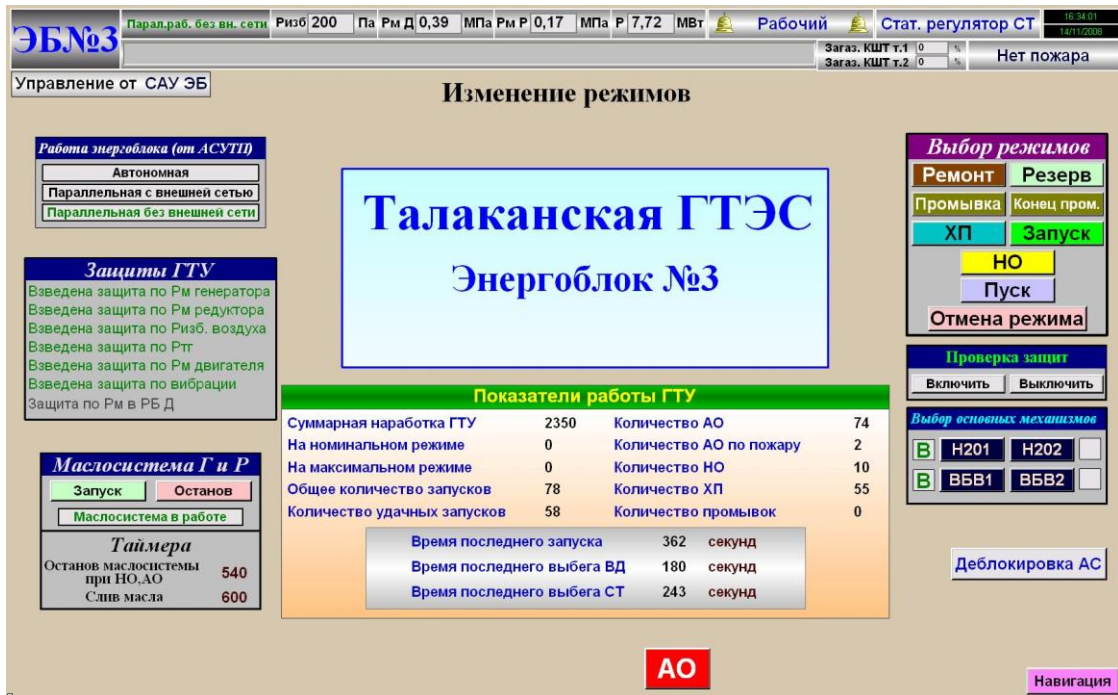 ЭБ№3
Парал.раб. без вн. сети Ризб 200 Па Рм Д 0,39 МПа Рм Р 0,17 МПа Р 7,72 МВт Рабочий Стат. регулятор СТ 16:34:01
14/11/2008
Загаз. КШТ т.1 0 %
Загаз. КШТ т.2 0 %
Нет пожара
Управление от САУ ЭБ
Изменение режимов
Работа энергоблока (от АСУТП)
Автономная
Параллельная с внешней сетью
Параллельная без внешней сети
Защиты ГТУ
Взведена защита по Рм генератора
Взведена защита по Рм редуктора
Взведена защита по Ризб. воздуха
Взведена защита по Ртг
Взведена защита по Рм двигателя
Взведена защита по вибрации
Защита по Рм в РБ Д
Маслосистема Г и Р
Запуск Останов
Маслосистема в работе
Таймера
Останов маслосистемы
при НО,АО 540
Слив масла 600
Талаканская ГТЭС
Энергоблок №3
Показатели работы ГТУ
Суммарная наработка ГТУ 2350 Количество АО 74
На номинальном режиме 0 Количество АО по пожару 2
На максимальном режиме 0 Количество НО 10
Общее количество запусков 78 Количество ХП 55
Количество удачных запусков 58 Количество промывок 0
Время последнего запуска 362 секунд
Время последнего выбега ВД 180 секунд
Время последнего выбега СТ 243 секунд
Выбор режимов
Ремонт Резерв
Промывка Конец пром.
ХП Запуск
НО
Пуск
Отмена режима
Проверка защит
Включить Выключить
Выбор основных механизмов
В Н201 Н202
В ВБВ1 ВБВ2
Деблокировка АС
АО
Навигация